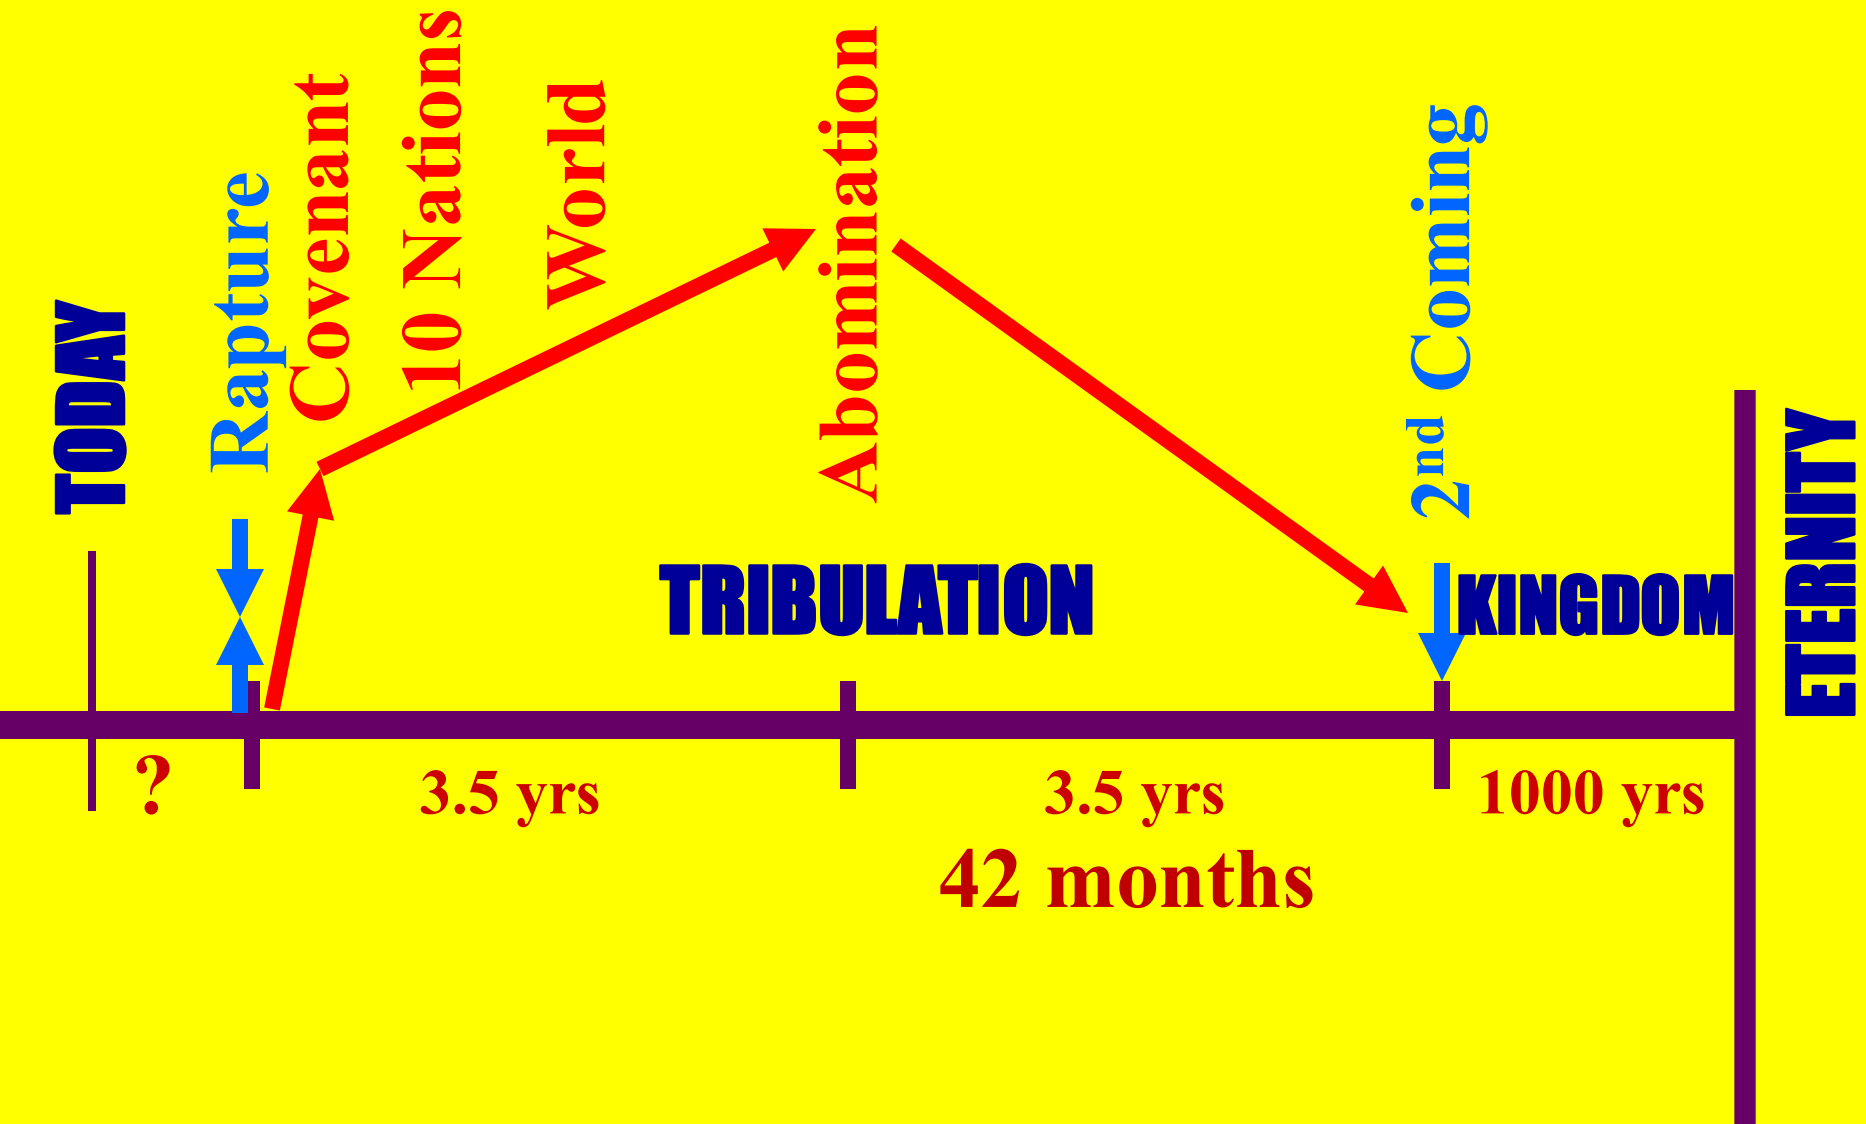 TODAY
Rapture
Covenant
10 Nations
World
Abomination
2nd Coming
TRIBULATION
KINGDOM
ETERNITY
?
3.5 yrs
3.5 yrs
1000 yrs
42 months